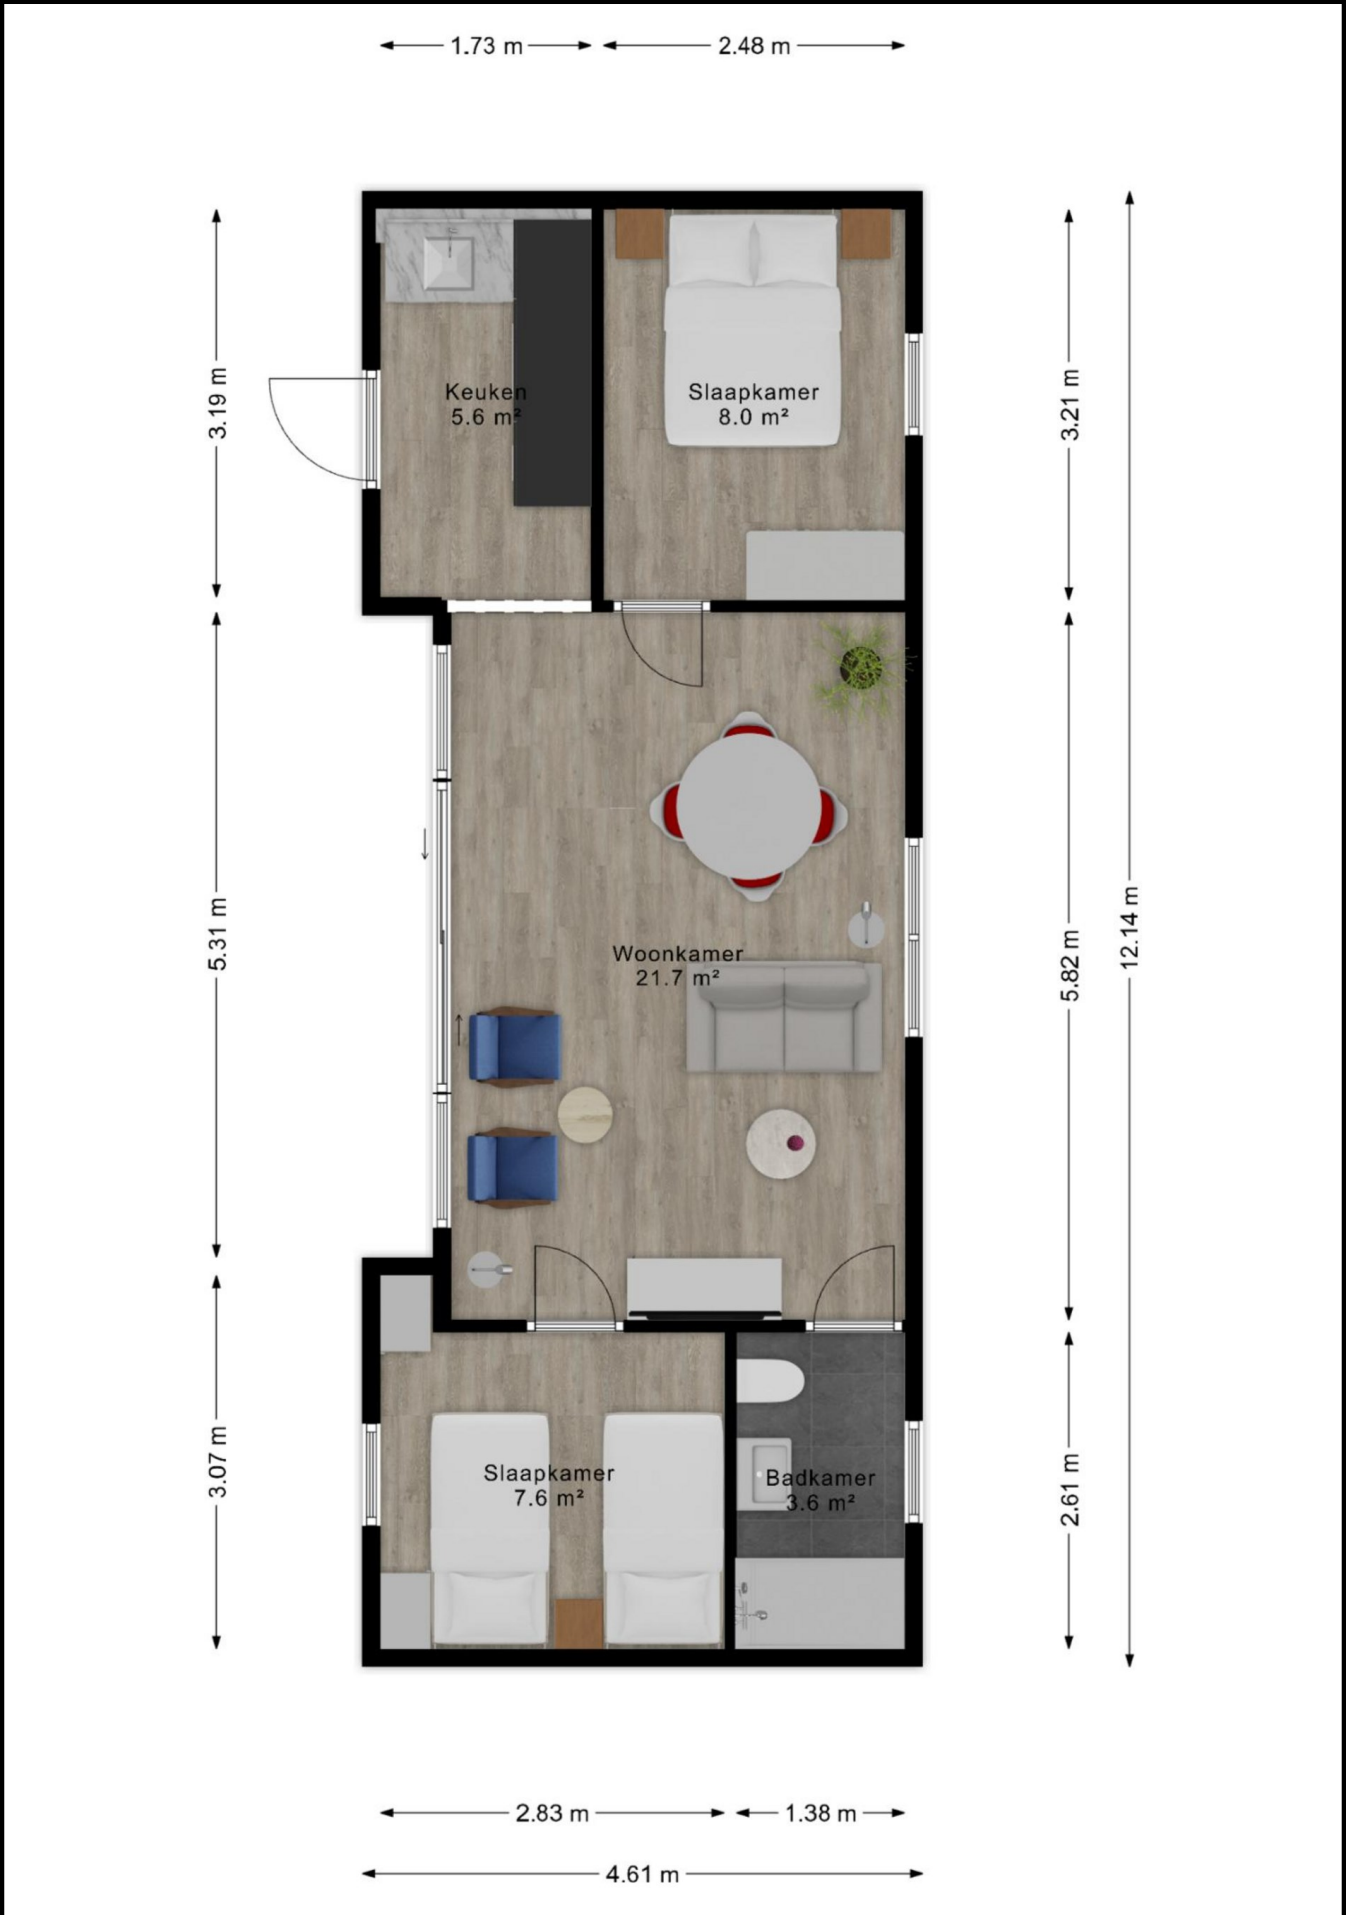 1.73 m
2.48 m
3.19 m
3.21 m
Keuken
5.6 m²
Slaapkamer
8.0 m²
5.31 m
5.82 m
12.14 m
Woonkamer
21.7 m²
3.07 m
2.61 m
Slaapkamer
7.6 m²
Badkamer
3.6 m²
2.83 m
1.38 m
4.61 m